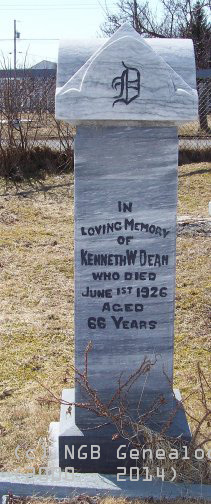 D
IN
LOVING MEMORY
OF
KENNETH W DEAN
WHO DIED
JUNE 1ST 1926
AGED
66 YEARS
(c) NGB Genealo
2014)